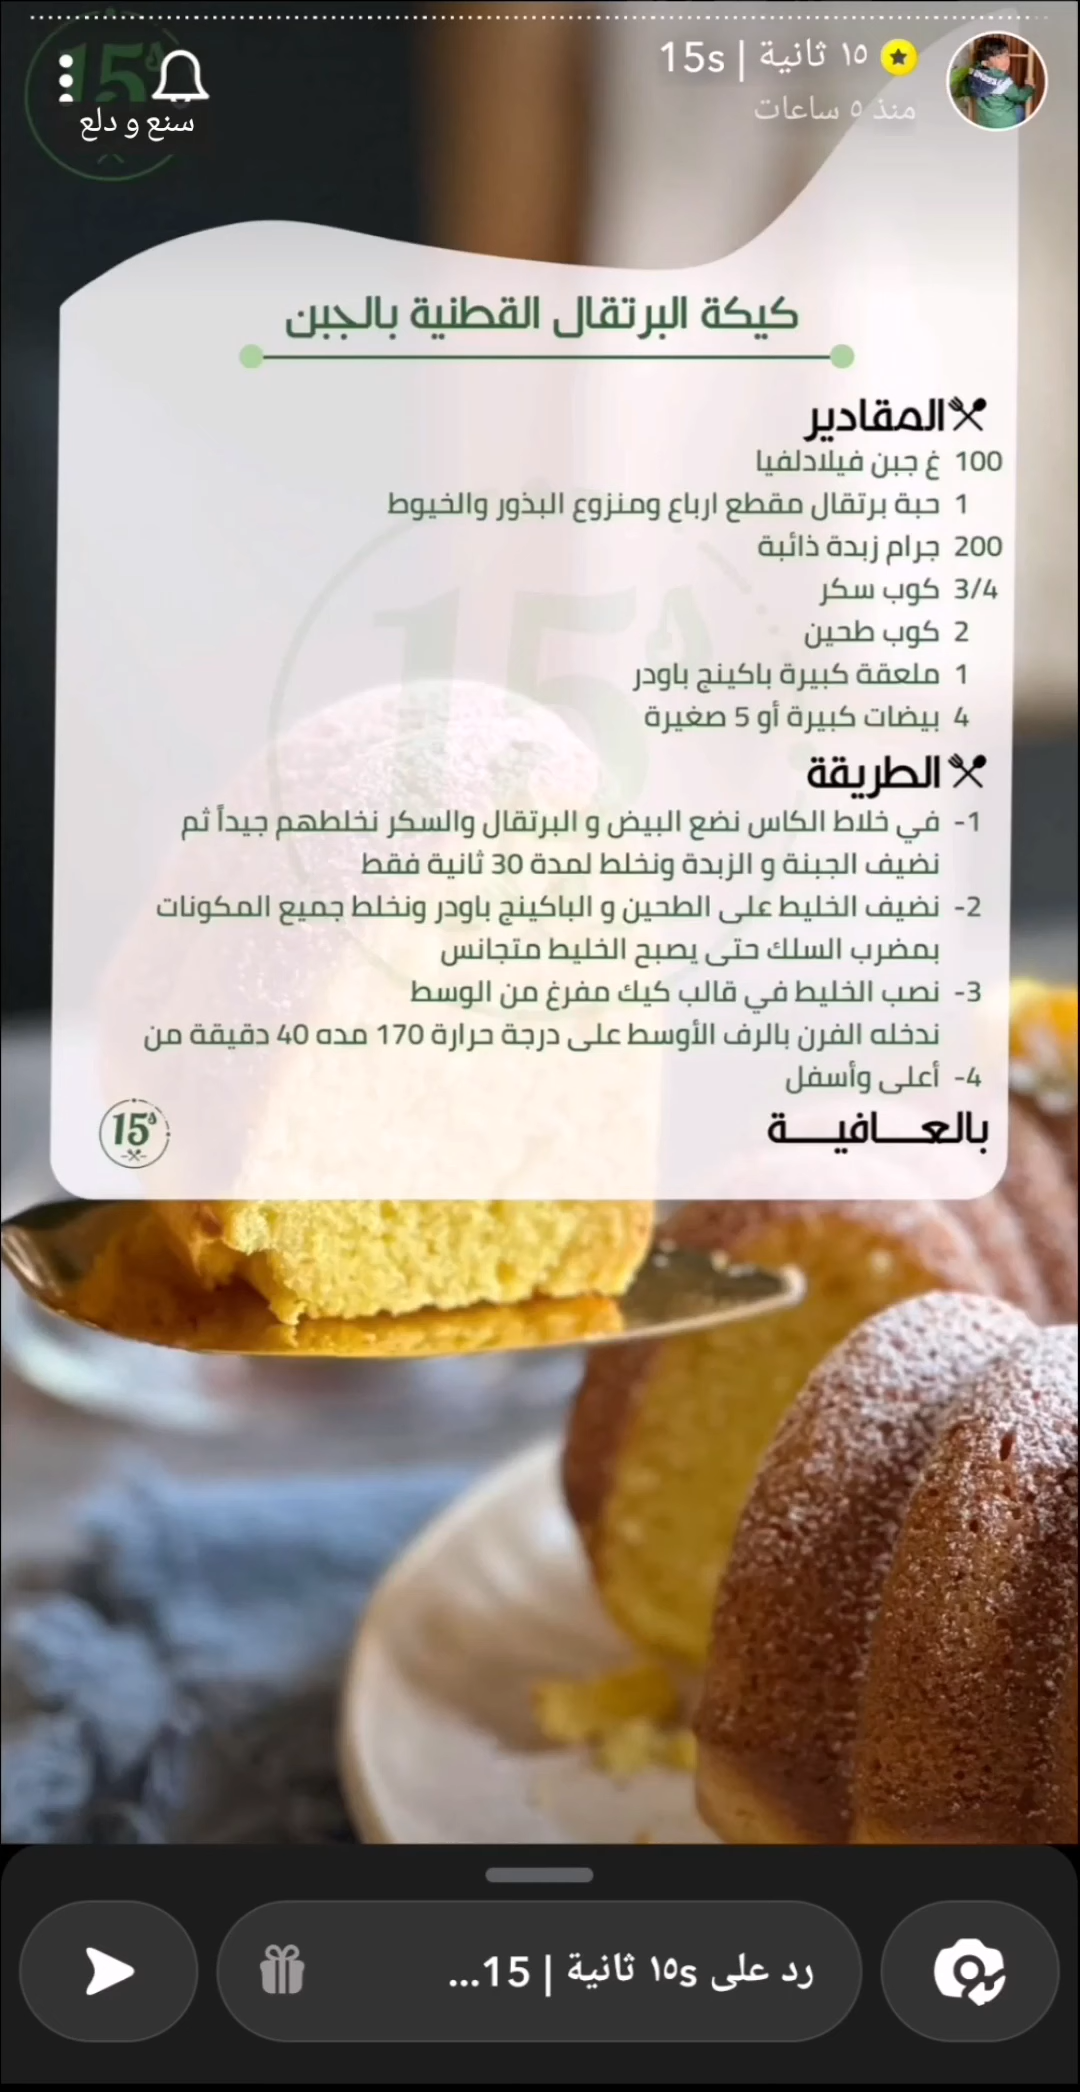 ١٥ ثانية | 15s
منذ ٥ ساعات
سنع و دلع
كيكة البرتقال القطنية بالجبن
المقادير
100 غ جبن فيلادلفيا
1 حبة برتقال مقطع ارباع ومنزوع البذور والخيوط
200 جرام زبدة ذائبة
3/4 كوب سكر
2 كوب طحين
1 ملعقة كبيرة باكينج باودر
4 بيضات كبيرة أو 5 صغيرة
الطريقة
1- في خلاط الكاس نضع البيض و البرتقال والسكر نخلطهم جيداً ثم
نضيف الجبنة و الزبدة ونخلط لمدة 30 ثانية فقط
2- نضيف الخليط على الطحين و الباكينج باودر ونخلط جميع المكونات
بمضرب السلك حتى يصبح الخليط متجانس
3- نصب الخليط في قالب كيك مفرغ من الوسط
ندخله الفرن بالرف الأوسط على درجة حرارة 170 مده 40 دقيقة من
4- أعلى وأسفل
بالعـــافيـــة
15
رد على ١٥s ثانية | 15...